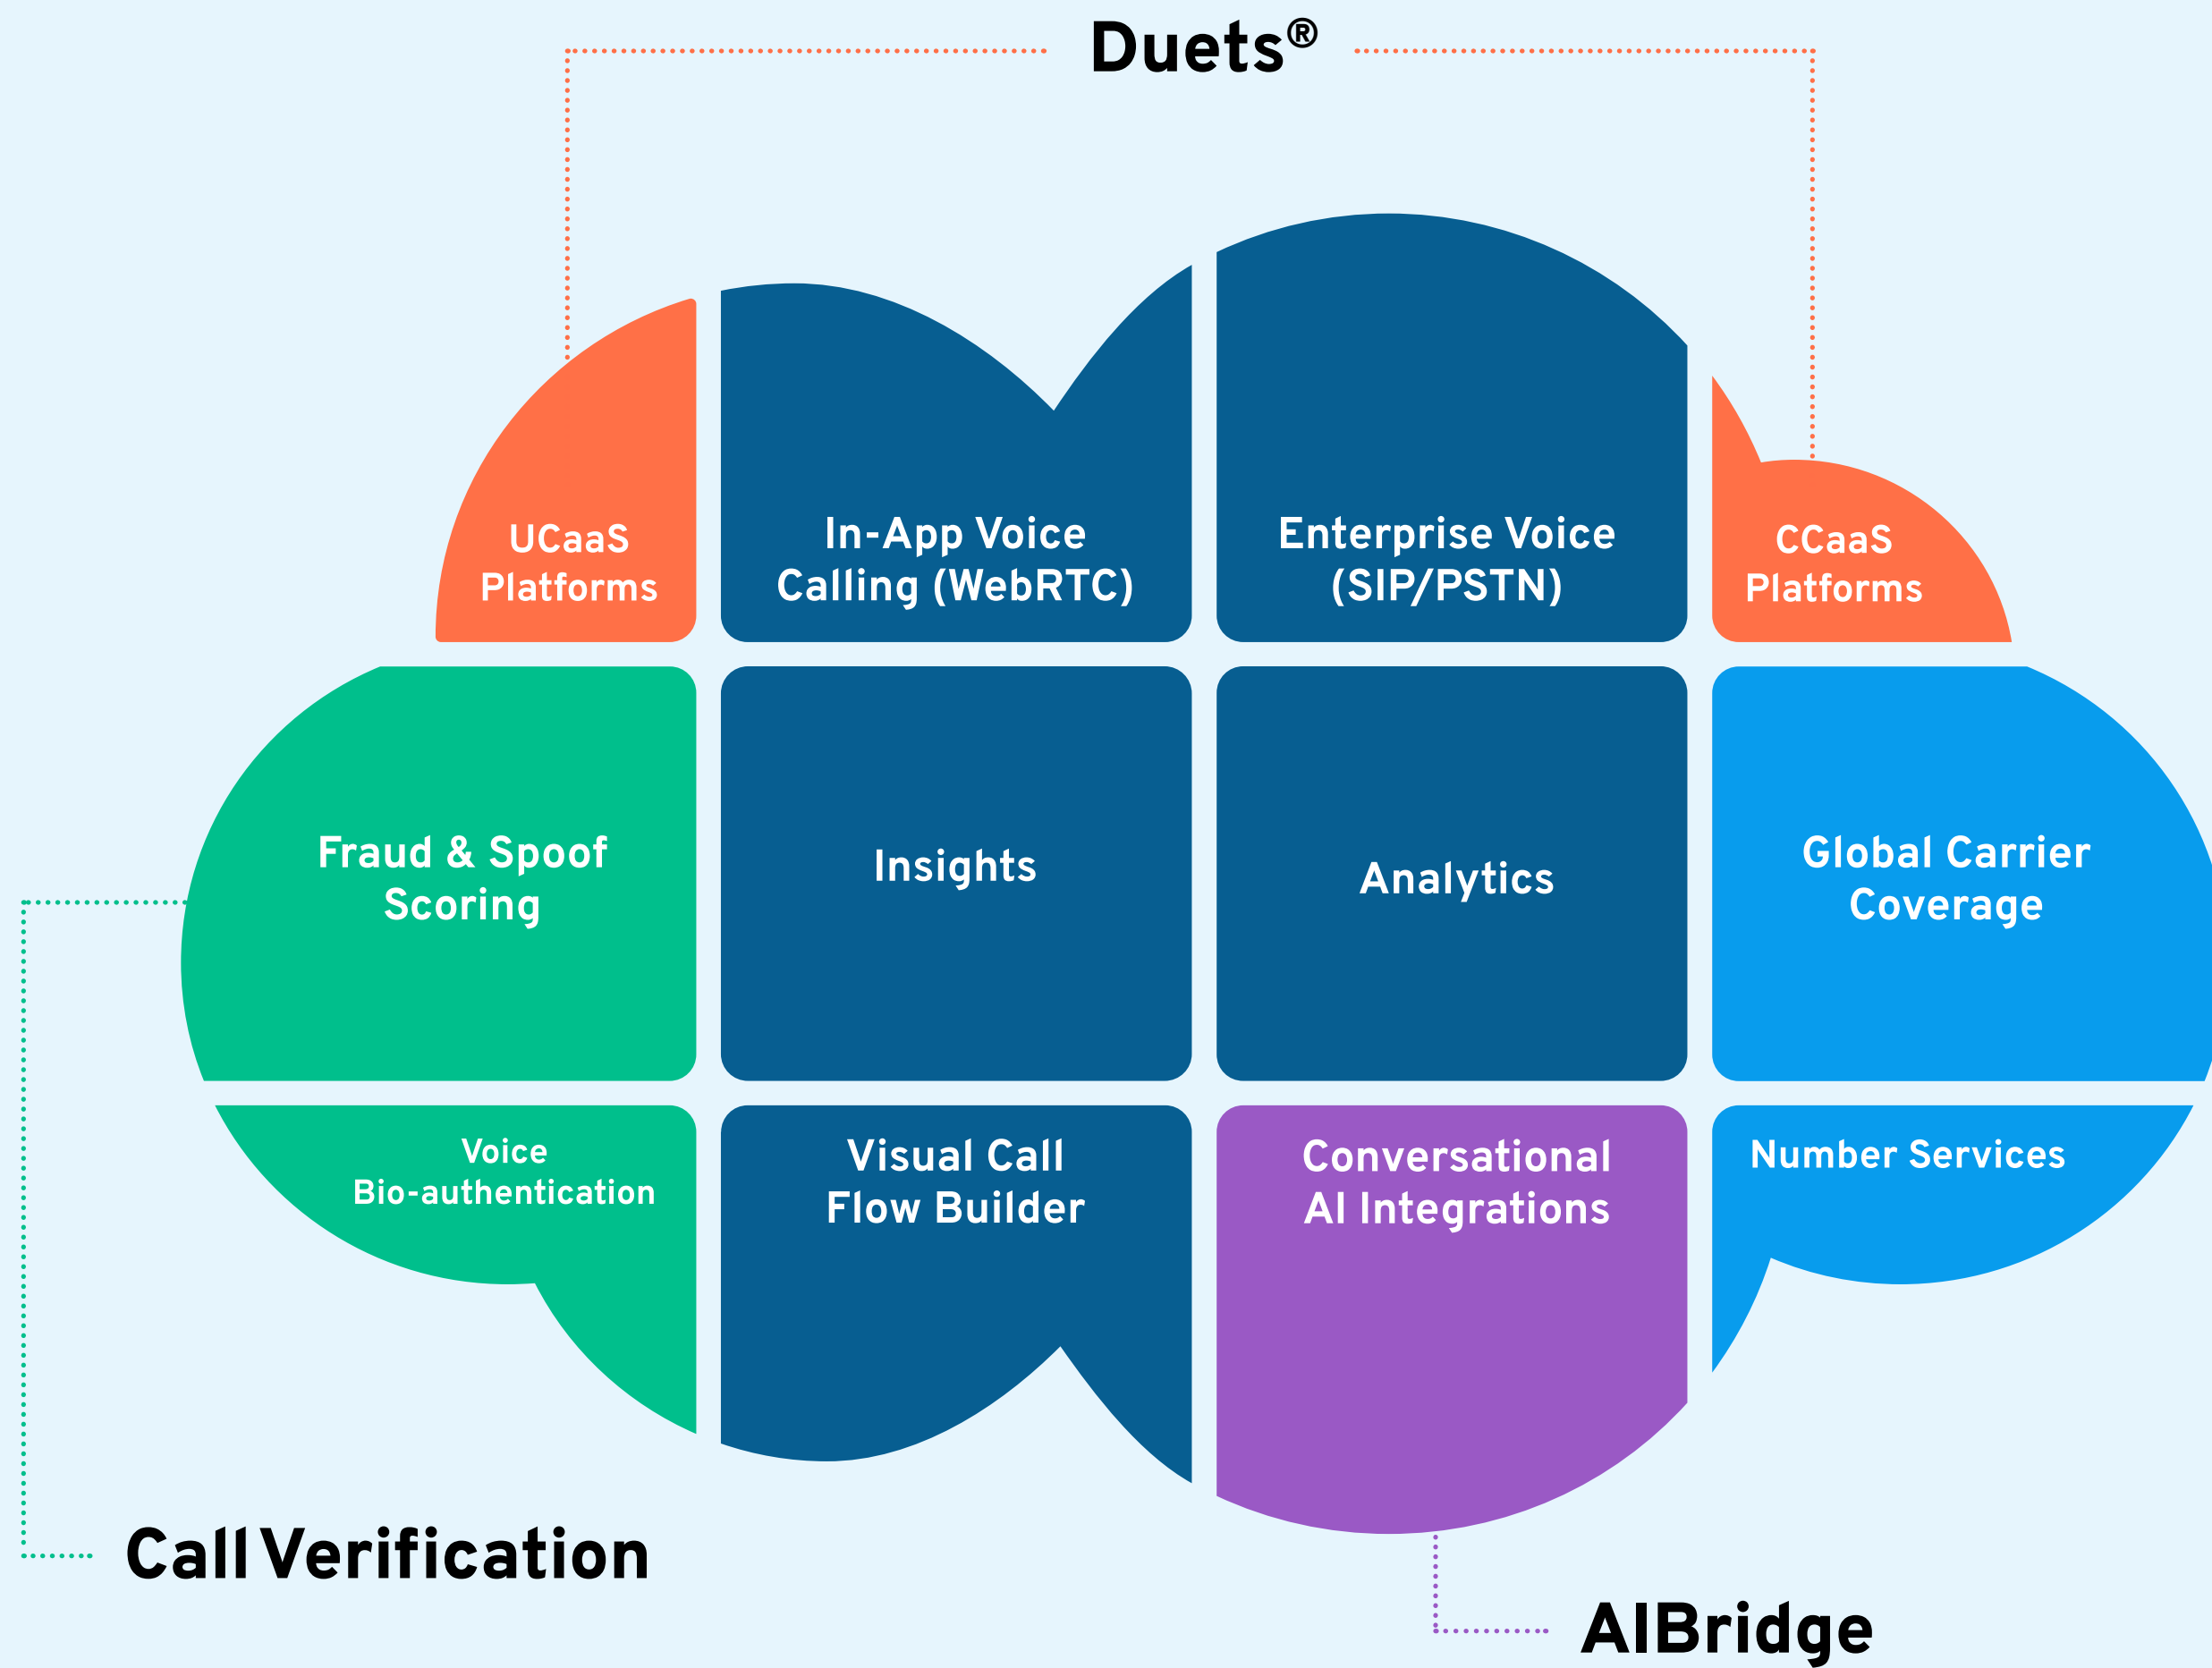 Duets®
UCaaS
Platforms
In-App Voice
Calling (WebRTC)
Enterprise Voice
(SIP/PSTN)
CCaaS
Platforms
Fraud & Spoof
Scoring
Insights
Analytics
Global Carrier
Coverage
Voice
Bio-authentication
Visual Call
Flow Builder
Conversational
AI Integrations
Number Services
Call Verification
AIBridge